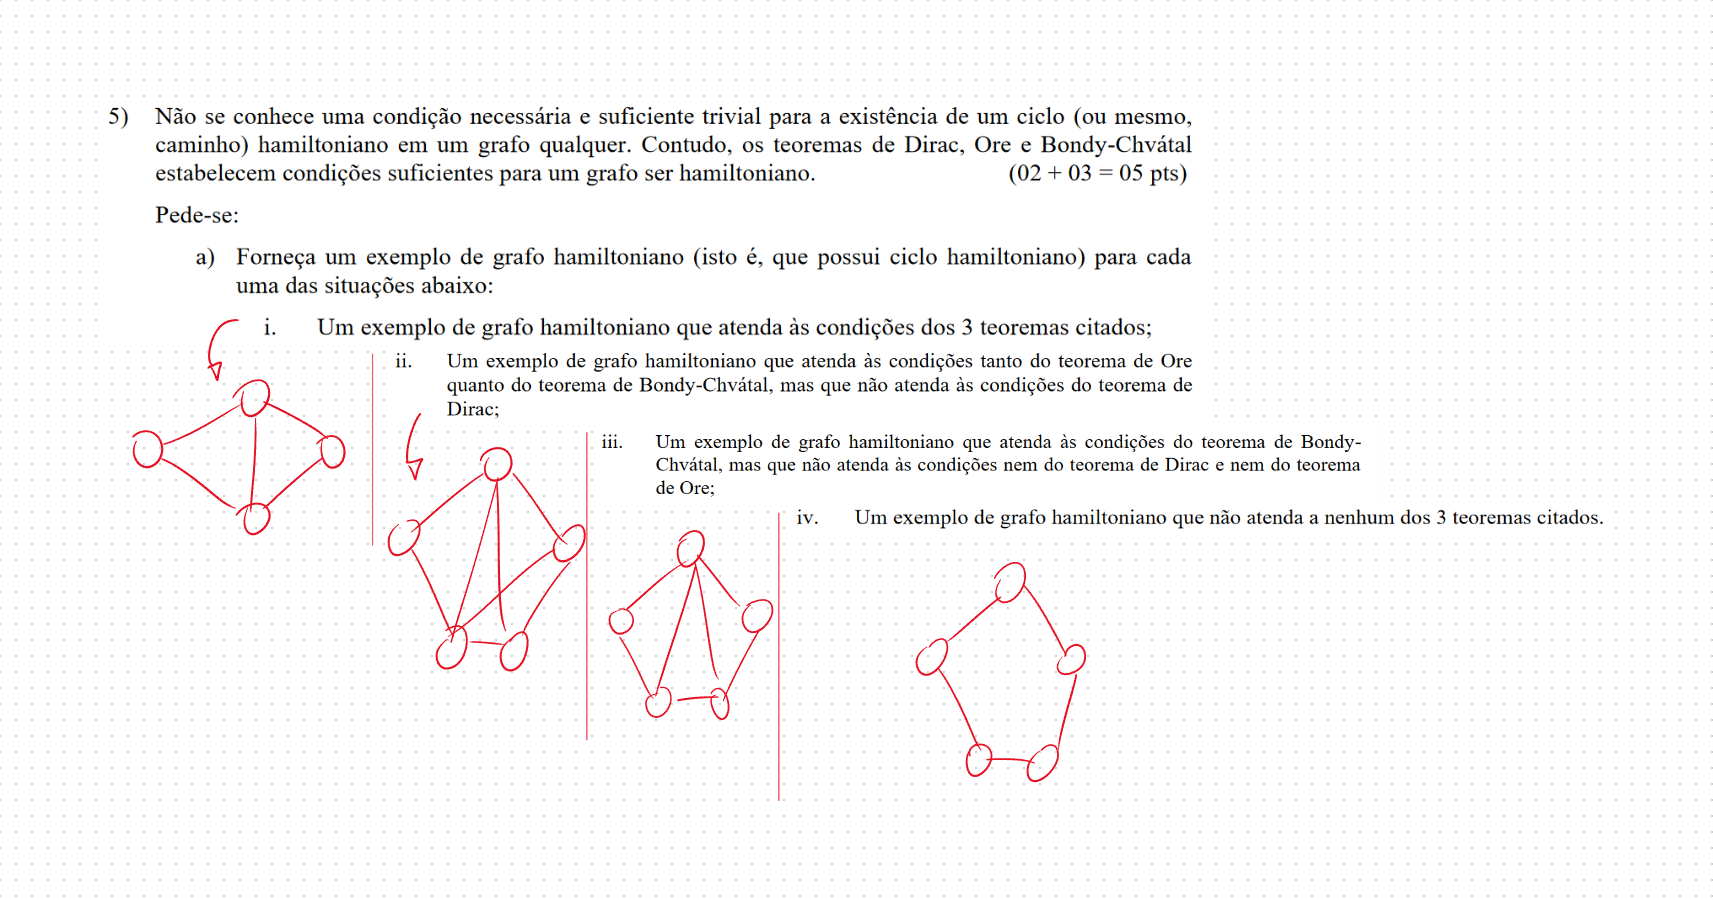 5) Não se conhece uma condição necessária e suficiente trivial para a existência de um ciclo (ou mesmo,
caminho) hamiltoniano em um grafo qualquer. Contudo, os teoremas de Dirac, Ore e Bondy-Chvátal
estabelecem condições suficientes para um grafo ser hamiltoniano. (02 + 03 = 05 pts)
Pede-se:
a) Forneça um exemplo de grafo hamiltoniano (isto é, que possui ciclo hamiltoniano) para cada
uma das situações abaixo:
i. Um exemplo de grafo hamiltoniano que atenda às condições dos 3 teoremas citados;
ii. Um exemplo de grafo hamiltoniano que atenda às condições tanto do teorema de Ore
quanto do teorema de Bondy-Chvátal, mas que não atenda às condições do teorema de
Dirac;
iii. Um exemplo de grafo hamiltoniano que atenda às condições do teorema de Bondy-
Chvátal, mas que não atenda às condições nem do teorema de Dirac e nem do teorema
de Ore;
iv. Um exemplo de grafo hamiltoniano que não atenda a nenhum dos 3 teoremas citados.